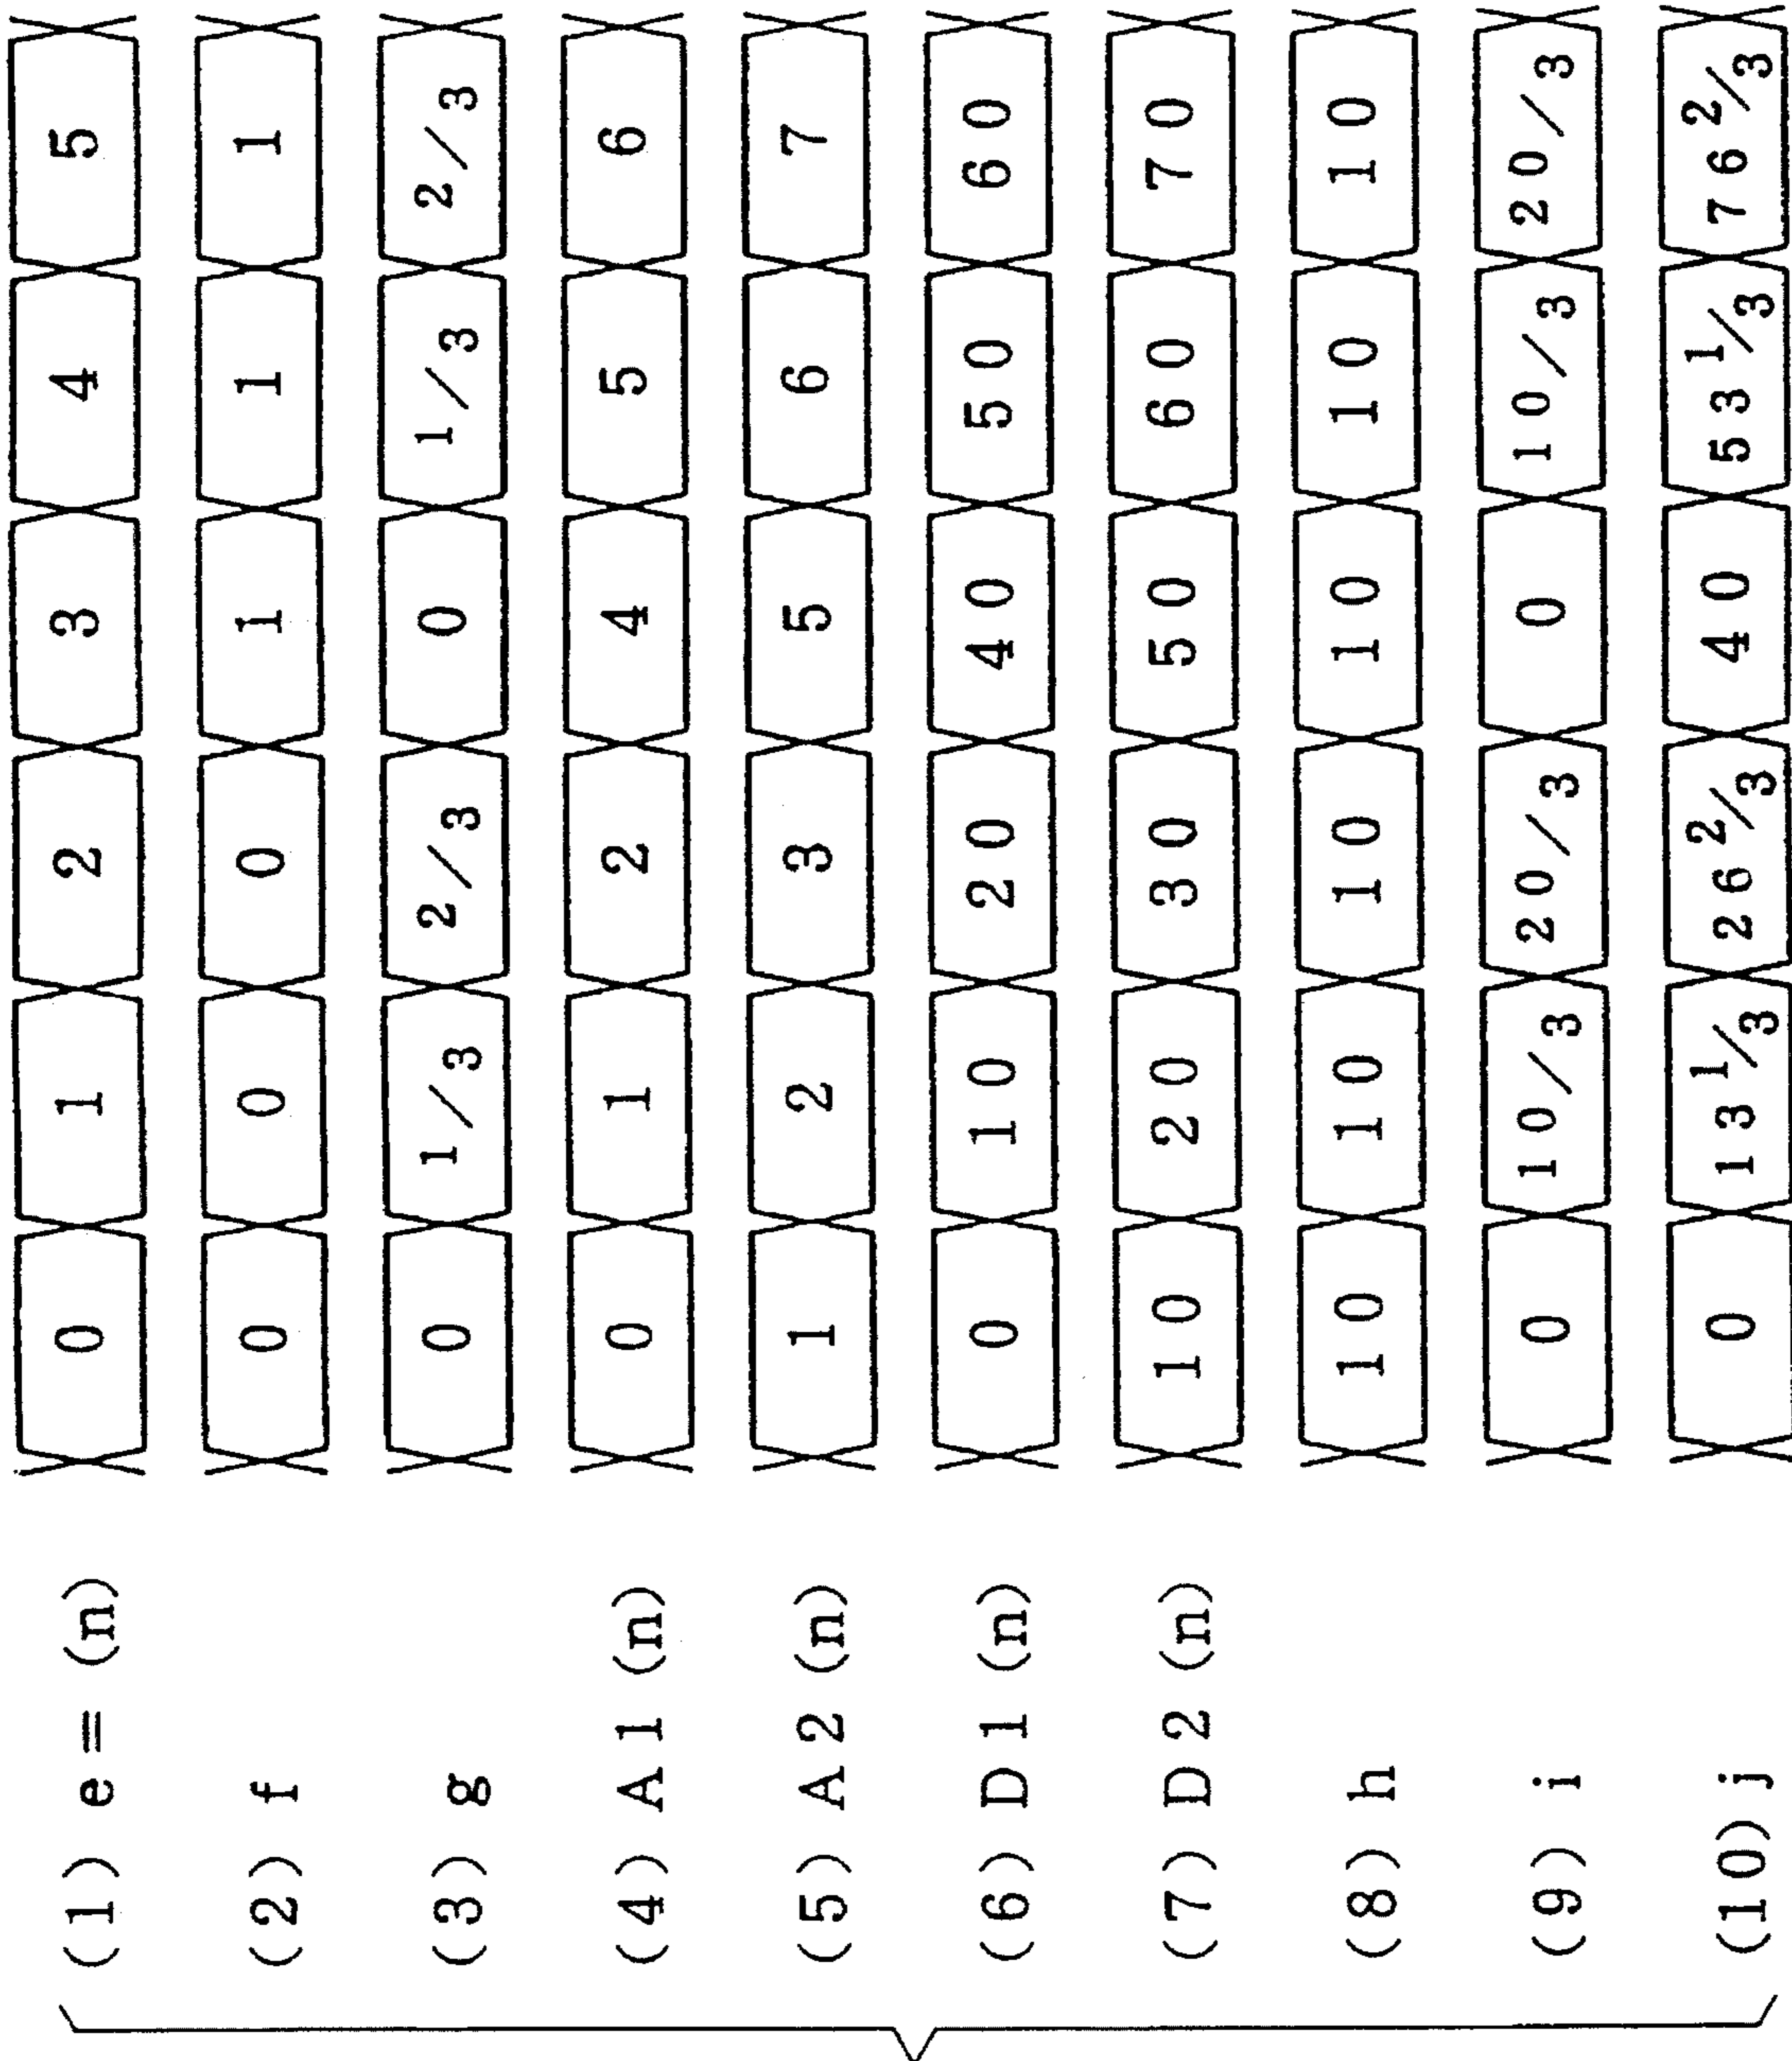 (1) e = (n) 0 1 2 3 4 5
(2) f 0 0 0 1 1 1
(3) g 0 1/3 2/3 0 1/3 2/3
(4) A1 (n) 0 1 2 4 5 6
(5) A2 (n) 1 2 3 5 6 7
(6) D1 (n) 0 10 20 40 50 60
(7) D2 (n) 10 20 30 50 60 70
(8) h 10 10 10 10 10 10
(9) i 0 10/3 20/3 0 10/3 20/3
(10) j 0 13 1/3 26 2/3 40 53 1/3 76 2/3